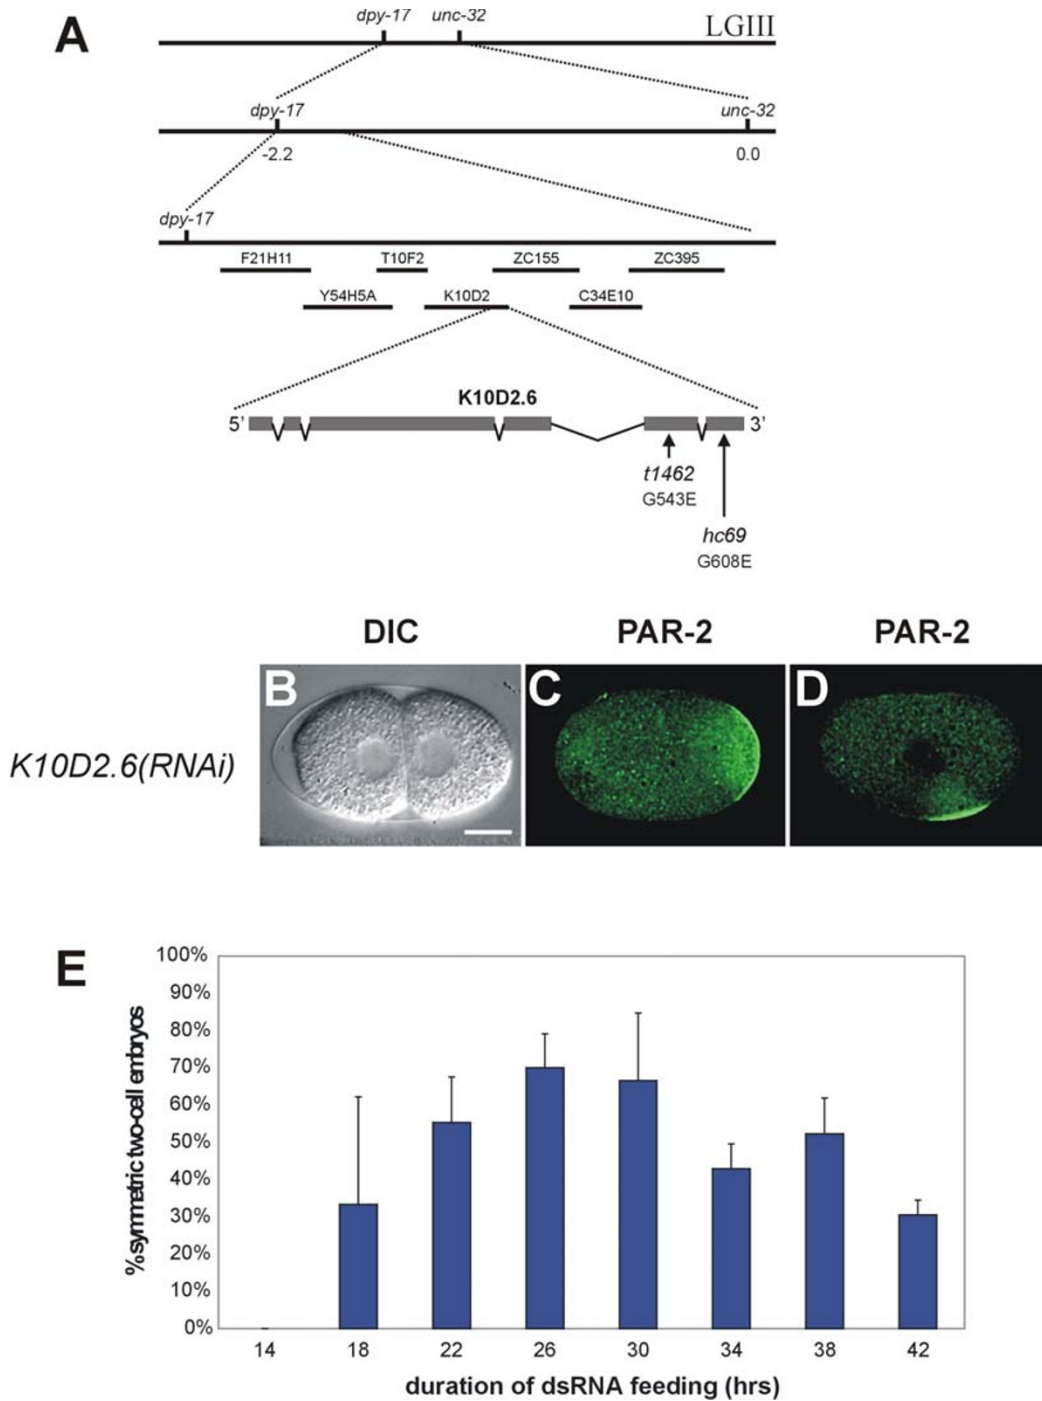 A
dpy-17 unc-32 LGIII
dpy-17 unc-32
-2.2 0.0
dpy-17
F21H11 T10F2 ZC155 ZC395
Y54H5A K10D2 C34E10
K10D2.6
5’ 3’
t1462
G543E
hc69
G608E
DIC PAR-2 PAR-2
B C D
K10D2.6(RNAi)
E
% symmetric two-cell embryos
100%
90%
80%
70%
60%
50%
40%
30%
20%
10%
0%
14 18 22 26 30 34 38 42
duration of dsRNA feeding (hrs)